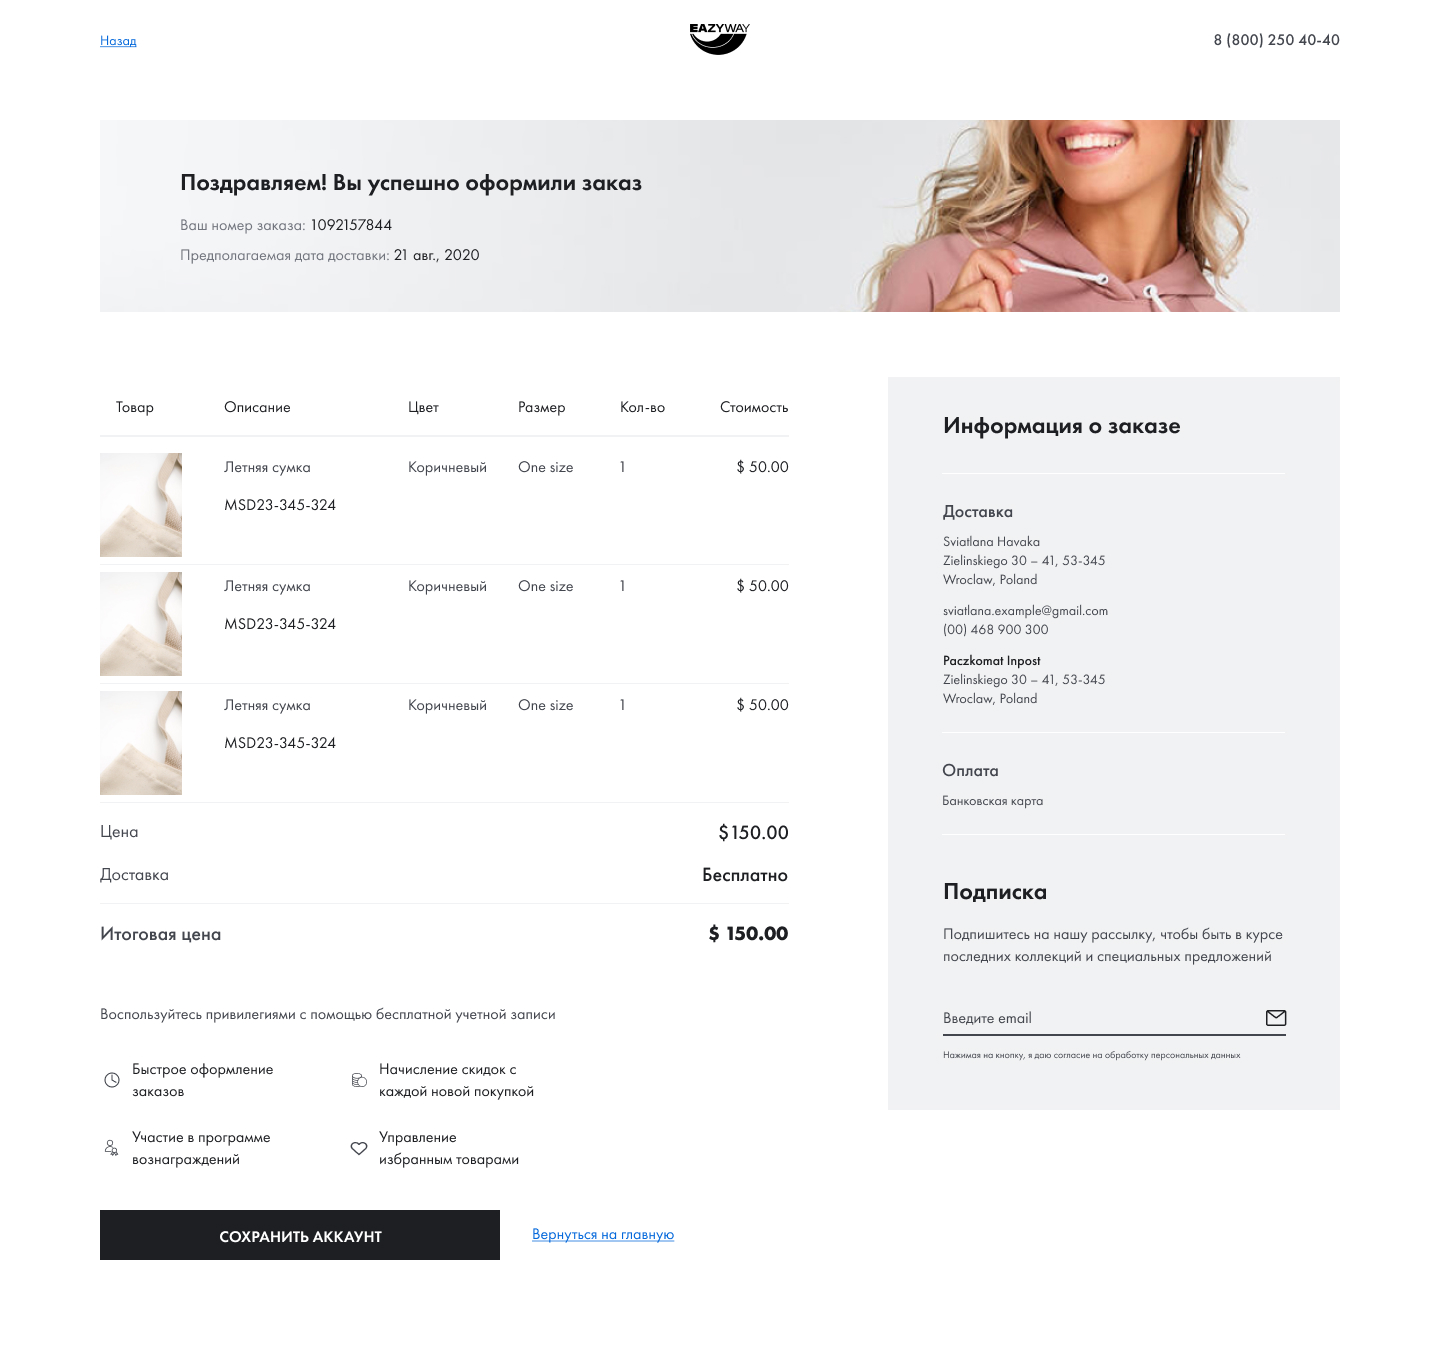 Назад
EAZYWAY
8 (800) 250 40-40
Поздравляем! Вы успешно оформили заказ
Ваш номер заказа: 1092157844
Предполагаемая дата доставки: 21 авг., 2020
Товар Описание Цвет Размер Кол-во Стоимость
Летняя сумка Коричневый One size 1 $ 50.00
MSD23-345-324
Летняя сумка Коричневый One size 1 $ 50.00
MSD23-345-324
Летняя сумка Коричневый One size 1 $ 50.00
MSD23-345-324
Цена $150.00
Доставка Бесплатно
Итоговая цена $ 150.00
Воспользуйтесь привилегиями с помощью бесплатной учетной записи
Быстрое оформление
заказов
Начисление скидок с
каждой новой покупкой
Участие в программе
вознаграждений
Управление
избранным товарами
СОХРАНИТЬ АККАУНТ
Вернуться на главную
Информация о заказе
Доставка
Sviatlana Havaka
Zielinskiego 30 – 41, 53-345
Wroclaw, Poland
sviatlana.example@gmail.com
(00) 468 900 300
Paczkomat Inpost
Zielinskiego 30 – 41, 53-345
Wroclaw, Poland
Оплата
Банковская карта
Подписка
Подпишитесь на нашу рассылку, чтобы быть в курсе
последних коллекций и специальных предложений
Введите email
Нажимая на кнопку, я даю согласие на обработку персональных данных